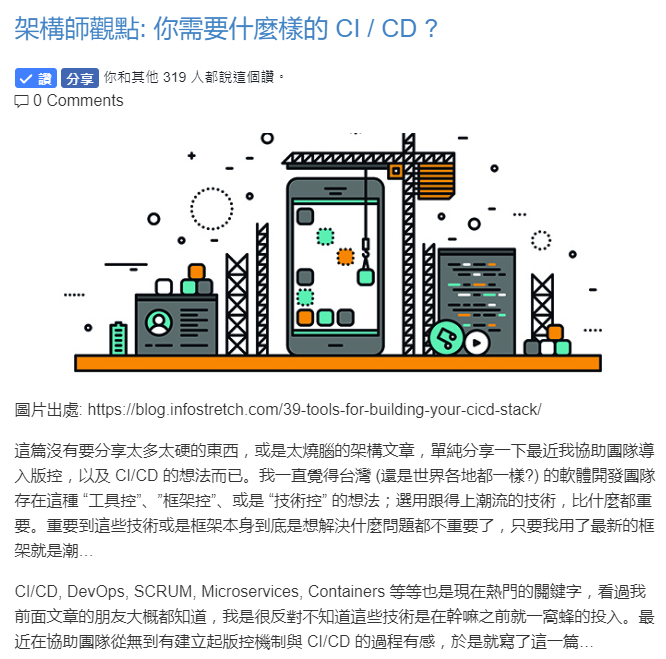 架構師觀點: 你需要什麼樣的 CI / CD ?
讚 分享 你和其他 319 人都說這個讚。
0 Comments
圖片出處: https://blog.infostretch.com/39-tools-for-building-your-cicd-stack/
這篇沒有要分享太多太硬的東西，或是太燒腦的架構文章，單純分享一下最近我協助團隊導
入版控，以及 CI/CD 的想法而已。我一直覺得台灣 (還是世界各地都一樣?) 的軟體開發團隊
存在這種 “工具控”、”框架控”、或是 “技術控” 的想法；選用跟得上潮流的技術，比什麼都重
要。重要到這些技術或是框架本身到底是想解決什麼問題都不重要了，只要我用了最新的框
架就是潮…
CI/CD, DevOps, SCRUM, Microservices, Containers 等等也是現在熱門的關鍵字，看過我
前面文章的朋友大概都知道，我是很反對不知道這些技術是在幹嘛之前就一窩蜂的投入。最
近在協助團隊從無到有建立起版控機制與 CI/CD 的過程有感，於是就寫了這一篇…